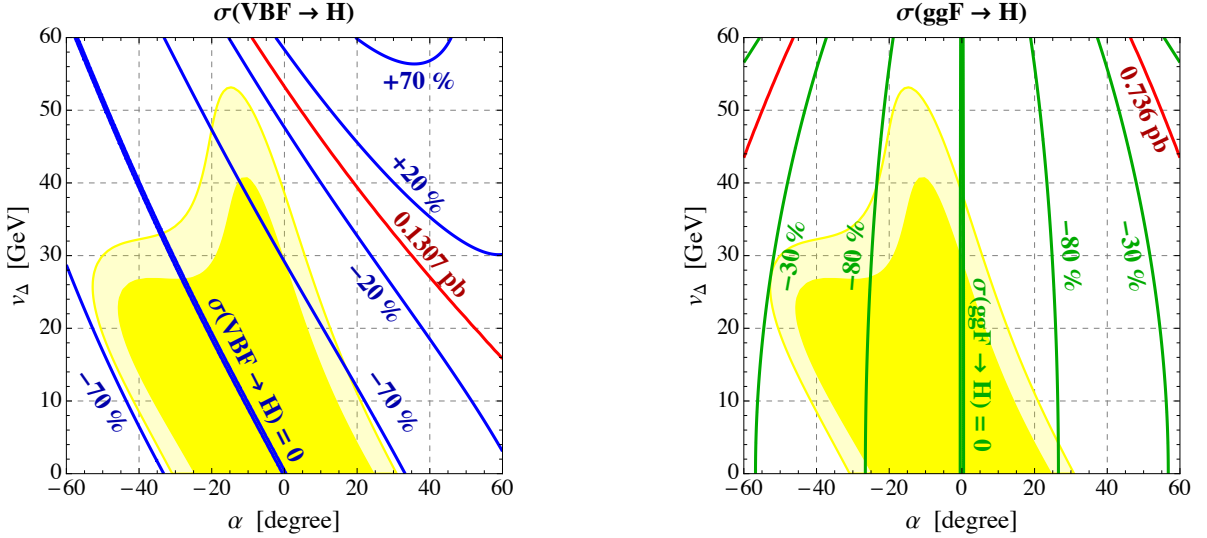 σ(VBF → H)
60
50
40
30
20
10
0
v_Δ [GeV]
+70 %
+20 %
0.1307 pb
−20 %
−70 %
σ(VBF → H) = 0
−70 %
−60 −40 −20 0 20 40 60
α [degree]
σ(ggF → H)
60
50
40
30
20
10
0
v_Δ [GeV]
0.736 pb
−30 %
−80 %
σ(ggF → H) = 0
−80 %
−30 %
−60 −40 −20 0 20 40 60
α [degree]